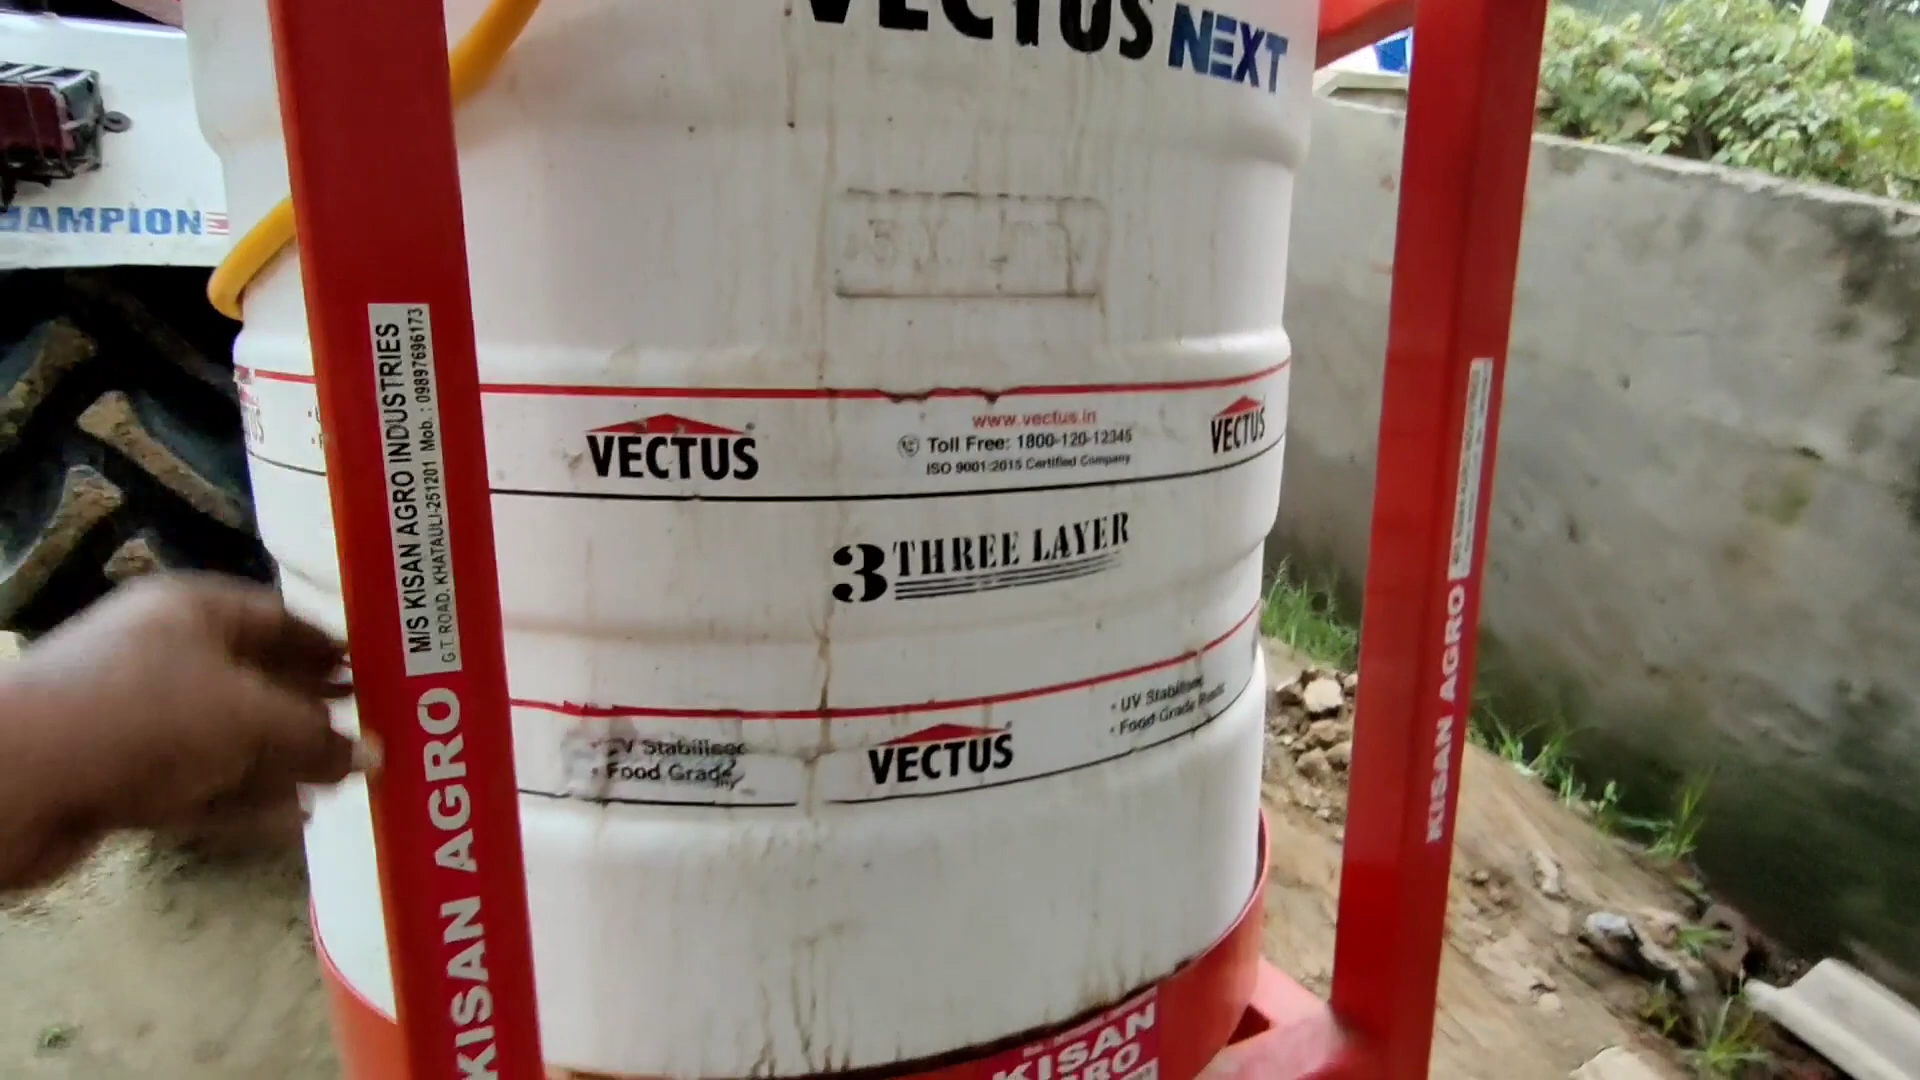 VECTUS NEXT
HAMPION
M/S KISAN AGRO INDUSTRIES
G.T. ROAD, KHATAULI-251201 Mob. : 09897696173
KISAN AGRO
VECTUS
www.vectus.in
Toll Free: 1800-120-12345
ISO 9001:2015 Certified Company
VECTUS
3 THREE LAYER
UV Stabilised
Food Grade
VECTUS
• UV Stabilised
• Food Grade
KISAN AGRO
KISAN